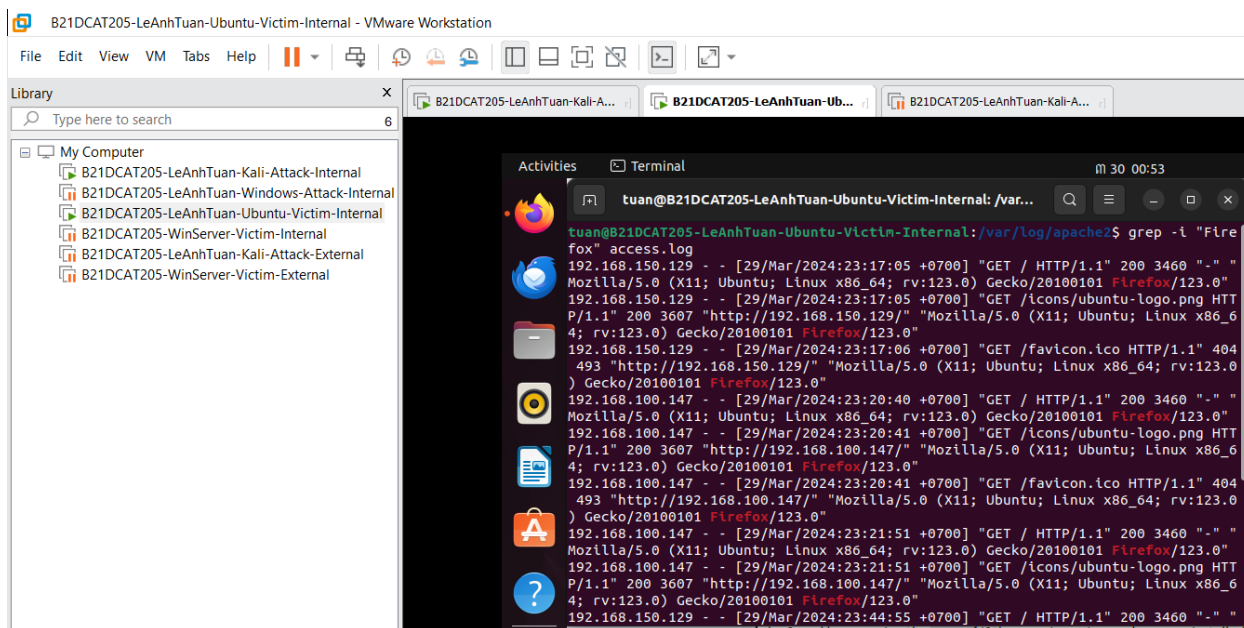 B21DCAT205-LeAnhTuan-Ubuntu-Victim-Internal - VMware Workstation
File Edit View VM Tabs Help
Library X
Type here to search 6
My Computer
B21DCAT205-LeAnhTuan-Kali-Attack-Internal
B21DCAT205-LeAnhTuan-Windows-Attack-Internal
B21DCAT205-LeAnhTuan-Ubuntu-Victim-Internal
B21DCAT205-WinServer-Victim-Internal
B21DCAT205-LeAnhTuan-Kali-Attack-External
B21DCAT205-WinServer-Victim-External
B21DCAT205-LeAnhTuan-Kali-A... B21DCAT205-LeAnhTuan-Ub... B21DCAT205-LeAnhTuan-Kali-A...
Activities Terminal 30 00:53
tuan@B21DCAT205-LeAnhTuan-Ubuntu-Victim-Internal: /var...
tuan@B21DCAT205-LeAnhTuan-Ubuntu-Victim-Internal:/var/log/apache2$ grep -i "Fire
fox" access.log
192.168.150.129 - - [29/Mar/2024:23:17:05 +0700] "GET / HTTP/1.1" 200 3460 "-" "
Mozilla/5.0 (X11; Ubuntu; Linux x86_64; rv:123.0) Gecko/20100101 Firefox/123.0"
192.168.150.129 - - [29/Mar/2024:23:17:05 +0700] "GET /icons/ubuntu-logo.png HTT
P/1.1" 200 3607 "http://192.168.150.129/" "Mozilla/5.0 (X11; Ubuntu; Linux x86_6
4; rv:123.0) Gecko/20100101 Firefox/123.0"
192.168.150.129 - - [29/Mar/2024:23:17:06 +0700] "GET /favicon.ico HTTP/1.1" 404
 493 "http://192.168.150.129/" "Mozilla/5.0 (X11; Ubuntu; Linux x86_64; rv:123.0
) Gecko/20100101 Firefox/123.0"
192.168.100.147 - - [29/Mar/2024:23:20:40 +0700] "GET / HTTP/1.1" 200 3460 "-" "
Mozilla/5.0 (X11; Ubuntu; Linux x86_64; rv:123.0) Gecko/20100101 Firefox/123.0"
192.168.100.147 - - [29/Mar/2024:23:20:41 +0700] "GET /icons/ubuntu-logo.png HTT
P/1.1" 200 3607 "http://192.168.100.147/" "Mozilla/5.0 (X11; Ubuntu; Linux x86_6
4; rv:123.0) Gecko/20100101 Firefox/123.0"
192.168.100.147 - - [29/Mar/2024:23:20:41 +0700] "GET /favicon.ico HTTP/1.1" 404
 493 "http://192.168.100.147/" "Mozilla/5.0 (X11; Ubuntu; Linux x86_64; rv:123.0
) Gecko/20100101 Firefox/123.0"
192.168.100.147 - - [29/Mar/2024:23:21:51 +0700] "GET / HTTP/1.1" 200 3460 "-" "
Mozilla/5.0 (X11; Ubuntu; Linux x86_64; rv:123.0) Gecko/20100101 Firefox/123.0"
192.168.100.147 - - [29/Mar/2024:23:21:51 +0700] "GET /icons/ubuntu-logo.png HTT
P/1.1" 200 3607 "http://192.168.100.147/" "Mozilla/5.0 (X11; Ubuntu; Linux x86_6
4; rv:123.0) Gecko/20100101 Firefox/123.0"
192.168.100.147 - - [29/Mar/2024:23:44:55 +0700] "GET / HTTP/1.1" 200 3460 "-" "